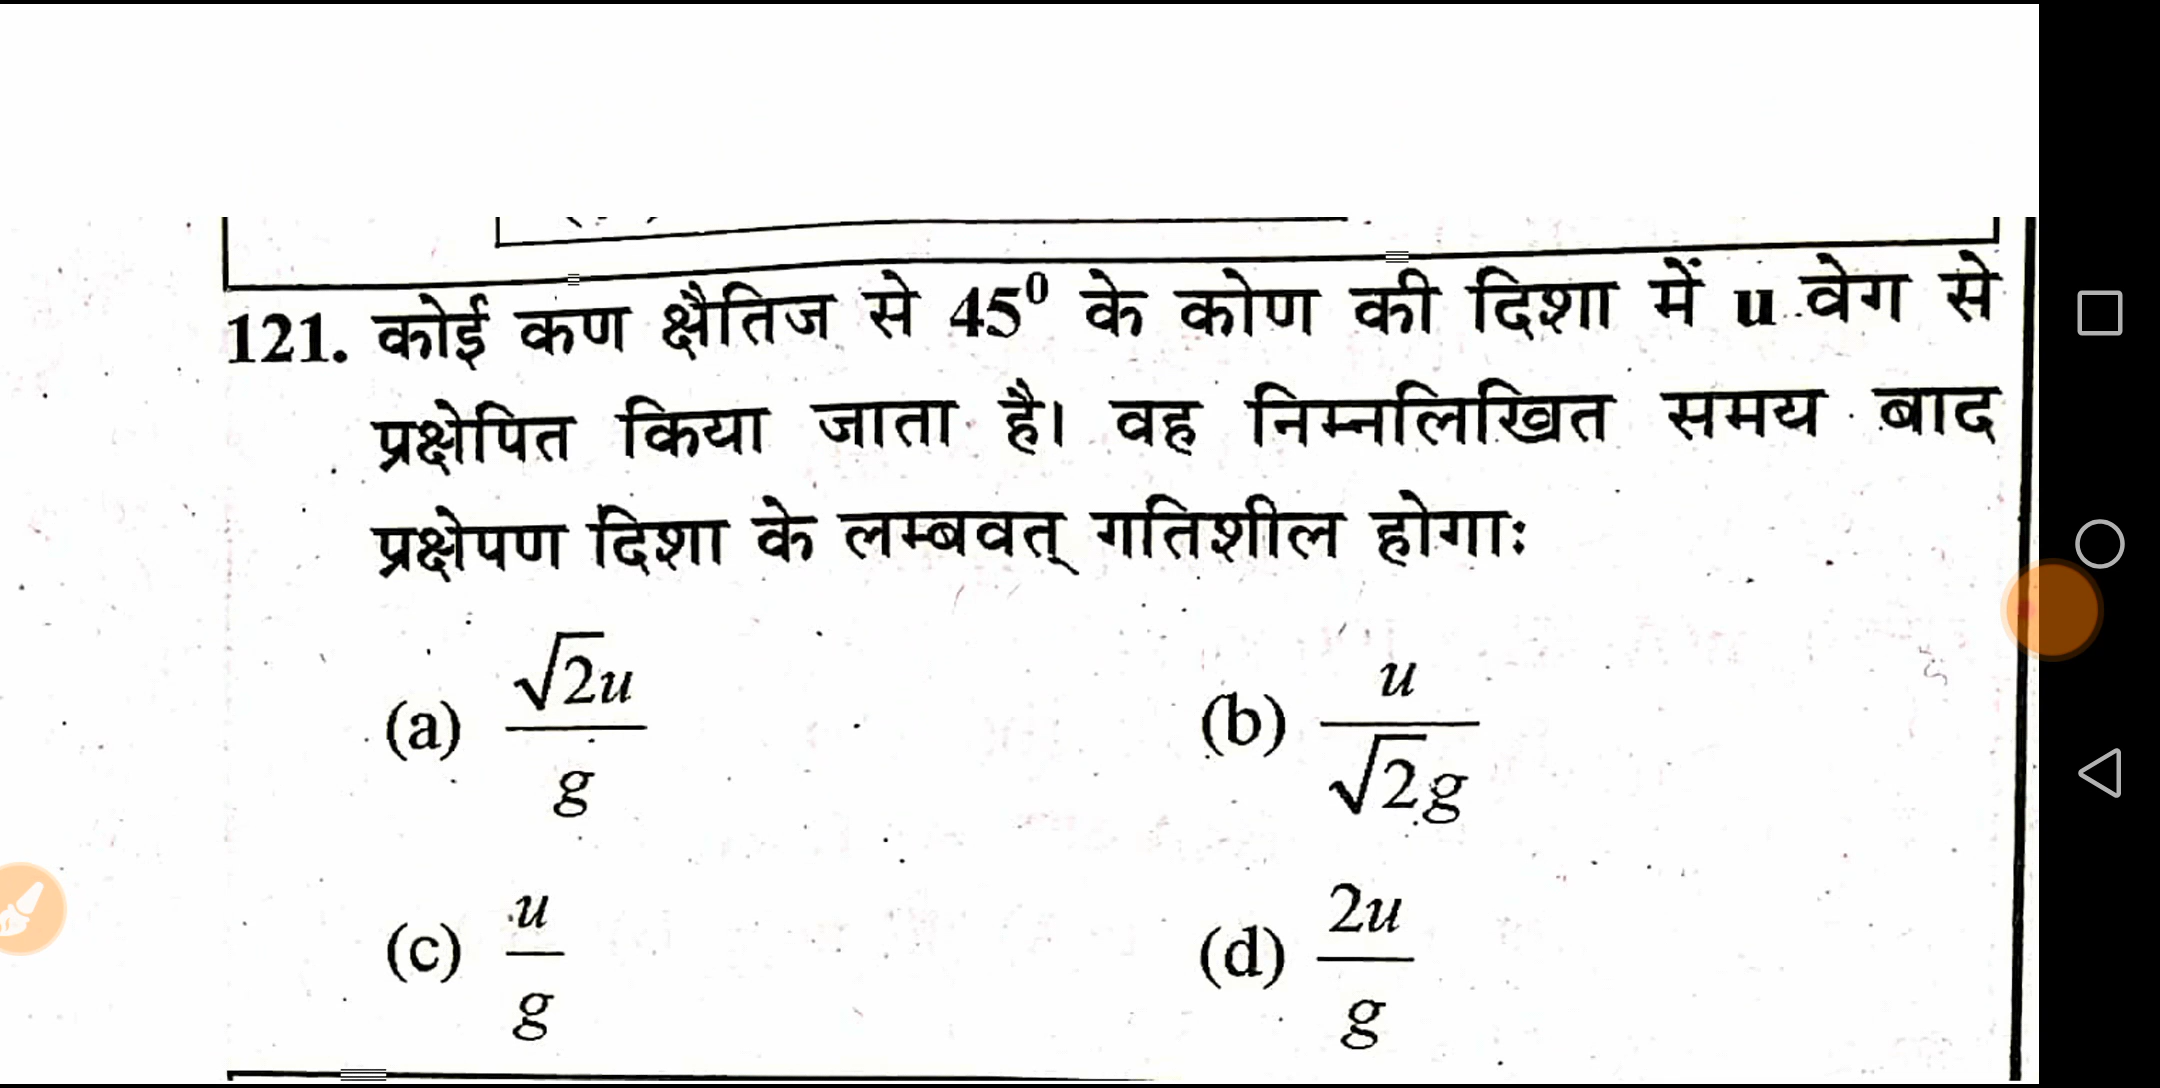 121. कोई कण क्षैतिज से 45⁰ के कोण की दिशा में u वेग से
प्रक्षेपित किया जाता है। वह निम्नलिखित समय बाद
प्रक्षेपण दिशा के लम्बवत् गतिशील होगाः
(a) √2u/g (b) u/√2g
(c) u/g (d) 2u/g